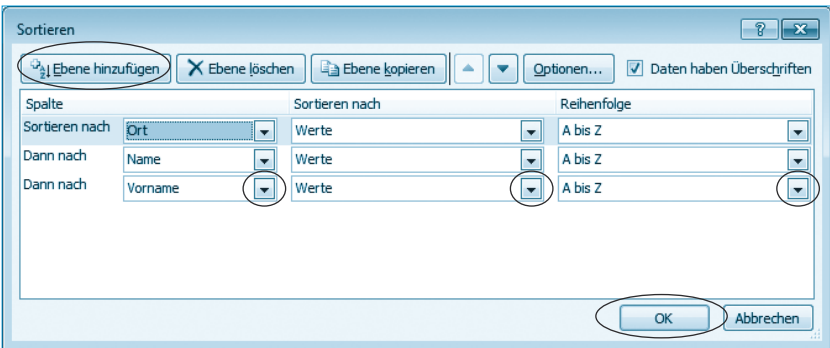 Sortieren
Ebene hinzufügen Ebene löschen Ebene kopieren Optionen... Daten haben Überschriften
Spalte Sortieren nach Reihenfolge
Sortieren nach Ort Werte A bis Z
Dann nach Name Werte A bis Z
Dann nach Vorname Werte A bis Z
OK Abbrechen